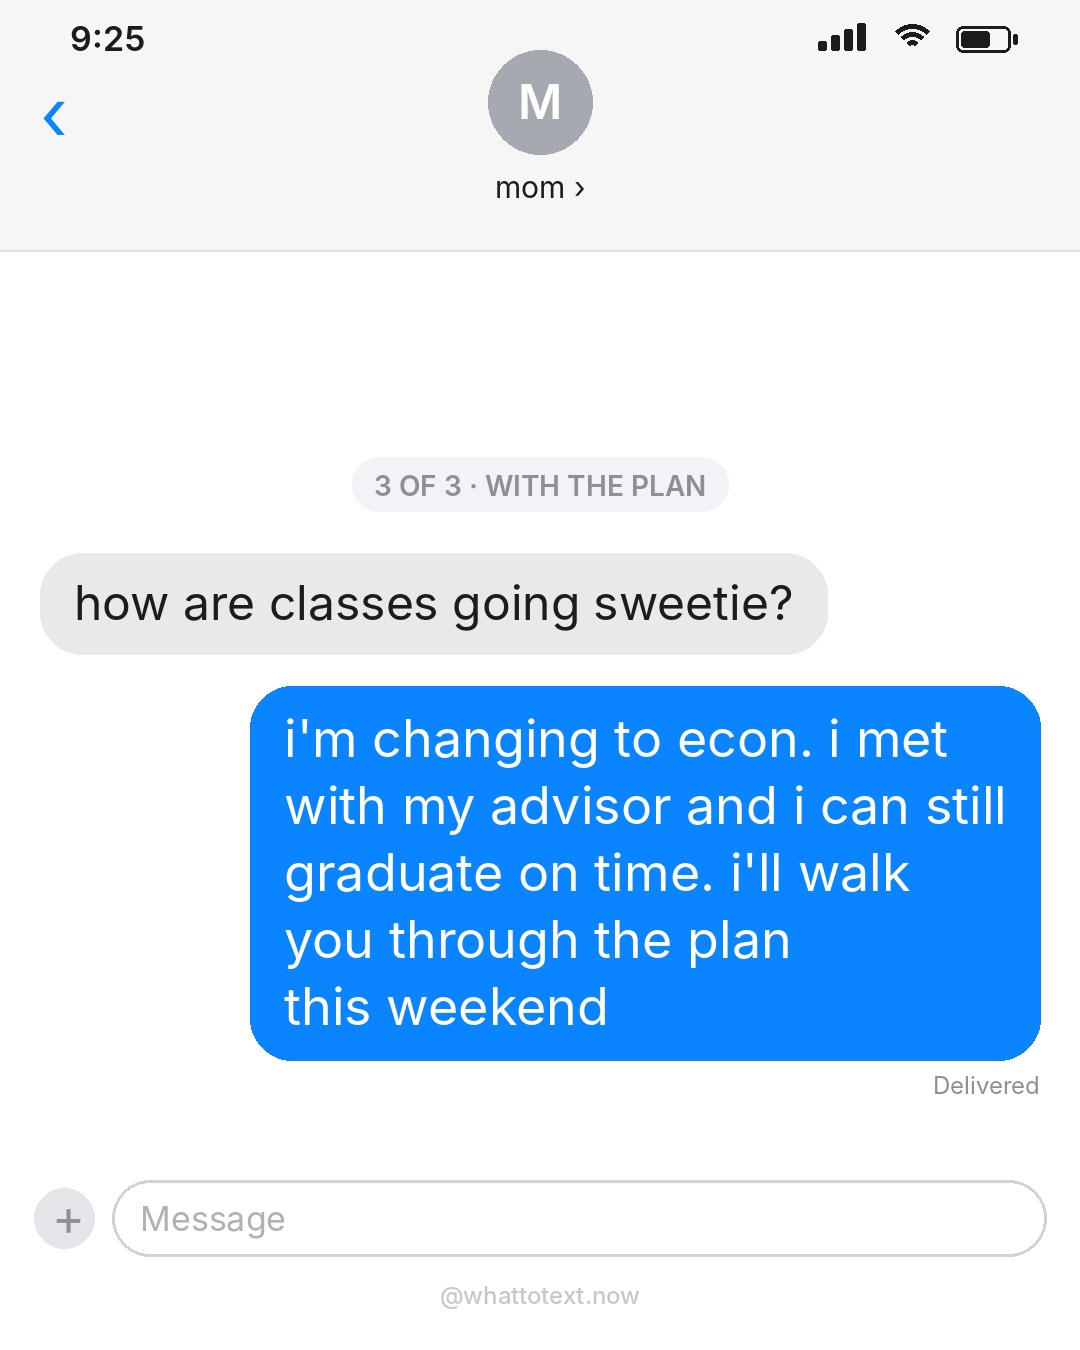 9:25
M
mom ›
3 OF 3 · WITH THE PLAN
how are classes going sweetie?
i'm changing to econ. i met
with my advisor and i can still
graduate on time. i'll walk
you through the plan
this weekend
Delivered
+
Message
@whattotext.now